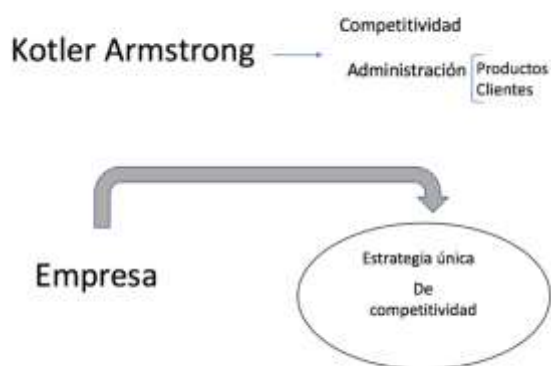 Competitividad
Kotler Armstrong
Administración
Productos
Clientes
Empresa
Estrategia única
De
competitividad